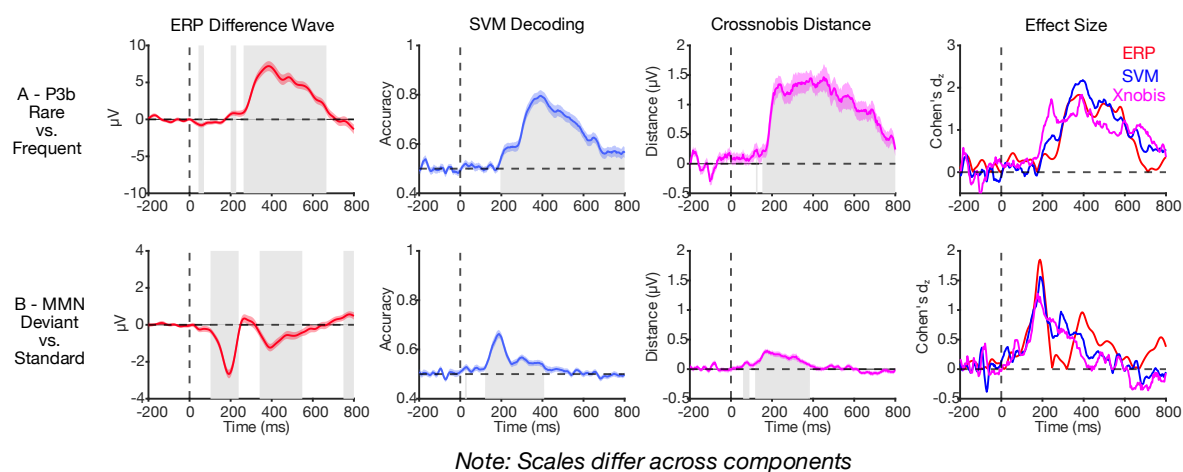 ERP Difference Wave
SVM Decoding
Crossnobis Distance
Effect Size
A - P3b
Rare
vs.
Frequent
µV
10
5
0
-5
-10
-200 0 200 400 600 800
Accuracy
1
0.8
0.6
0.4
-200 0 200 400 600 800
Distance (µV)
2
1.5
1
0.5
0
-0.5
-200 0 200 400 600 800
Cohen's dz
3
2
1
0
-200 0 200 400 600 800
ERP
SVM
Xnobis
B - MMN
Deviant
vs.
Standard
µV
4
2
0
-2
-4
-200 0 200 400 600 800
Time (ms)
Accuracy
1
0.8
0.6
0.4
-200 0 200 400 600 800
Time (ms)
Distance (µV)
2
1.5
1
0.5
0
-0.5
-200 0 200 400 600 800
Time (ms)
Cohen's dz
2
1.5
1
0.5
0
-0.5
-200 0 200 400 600 800
Time (ms)
Note: Scales differ across components